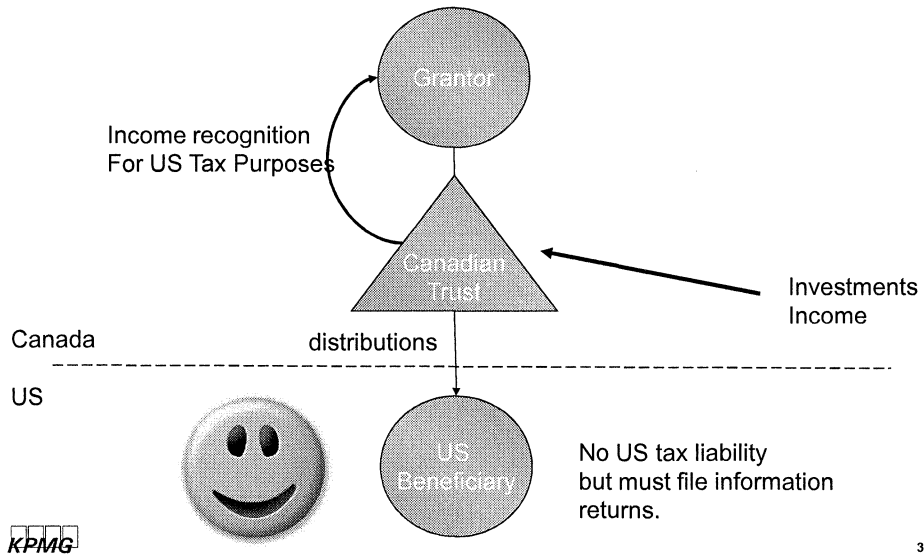 Grantor
Income recognition
For US Tax Purposes
Canadian
Trust
Investments
Income
Canada
distributions
US
US
Beneficiary
No US tax liability
but must file information
returns.
KPMG
3